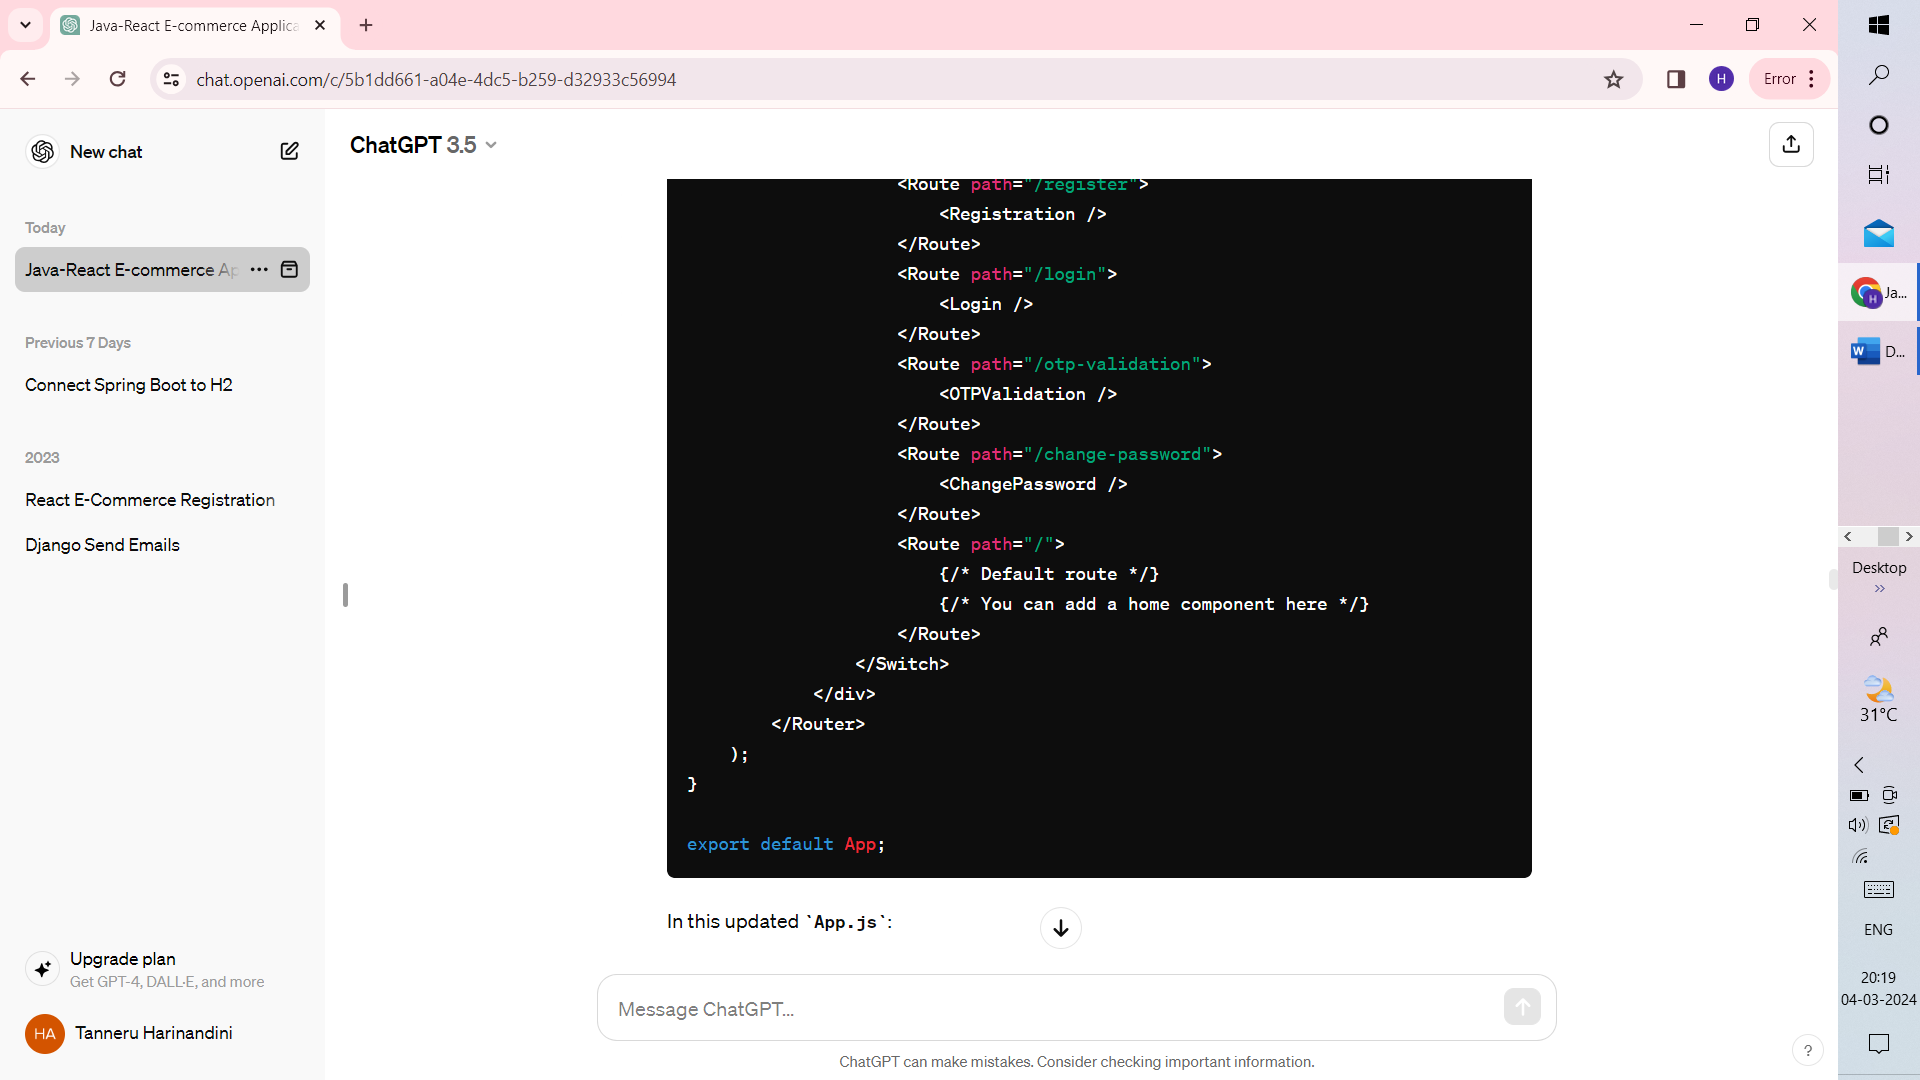 Java-React E-commerce Applica
chat.openai.com/c/5b1dd661-a04e-4dc5-b259-d32933c56994
H
Error
New chat
Today
Java-React E-commerce Ap
Previous 7 Days
Connect Spring Boot to H2
2023
React E-Commerce Registration
Django Send Emails
Upgrade plan
Get GPT-4, DALL·E, and more
HA
Tanneru Harinandini
ChatGPT 3.5
<Route path="/register">
<Registration />
</Route>
<Route path="/login">
<Login />
</Route>
<Route path="/otp-validation">
<OTPValidation />
</Route>
<Route path="/change-password">
<ChangePassword />
</Route>
<Route path="/">
{/* Default route */}
{/* You can add a home component here */}
</Route>
</Switch>
</div>
</Router>
);
}
export default App;
In this updated `App.js`:
Message ChatGPT...
ChatGPT can make mistakes. Consider checking important information.
?
H
Ja...
W
D...
Desktop
»
31°C
ENG
20:19
04-03-2024